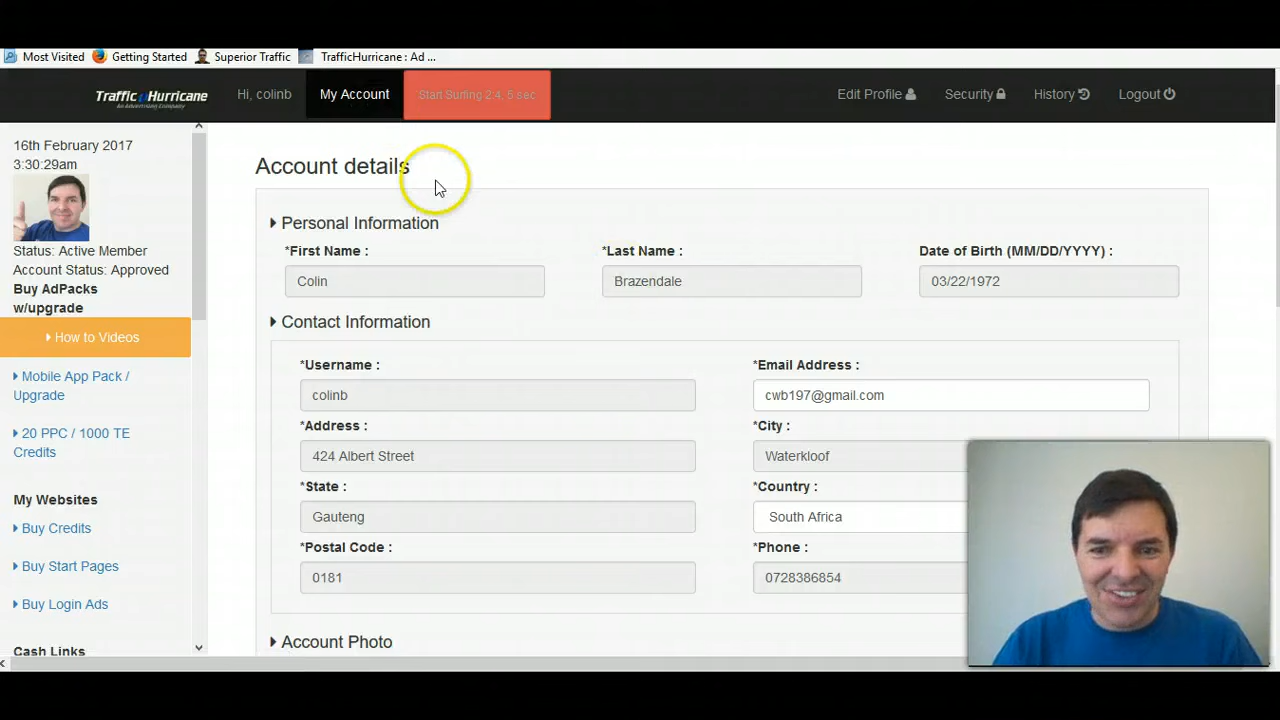 Most Visited Getting Started Superior Traffic TrafficHurricane : Ad ...
Traffic Hurricane Hi, colinb My Account Start Surfing 2:4, 5 sec Edit Profile Security History Logout
An Advertising Company
16th February 2017
3:30:29am
Status: Active Member
Account Status: Approved
Buy AdPacks
w/upgrade
How to Videos
Mobile App Pack /
Upgrade
20 PPC / 1000 TE
Credits
My Websites
Buy Credits
Buy Start Pages
Buy Login Ads
Cash Links
Account details
Personal Information
*First Name : *Last Name : Date of Birth (MM/DD/YYYY) :
Colin Brazendale 03/22/1972
Contact Information
*Username : *Email Address :
colinb cwb197@gmail.com
*Address : *City :
424 Albert Street Waterkloof
*State : *Country :
Gauteng South Africa
*Postal Code : *Phone :
0181 0728386854
Account Photo